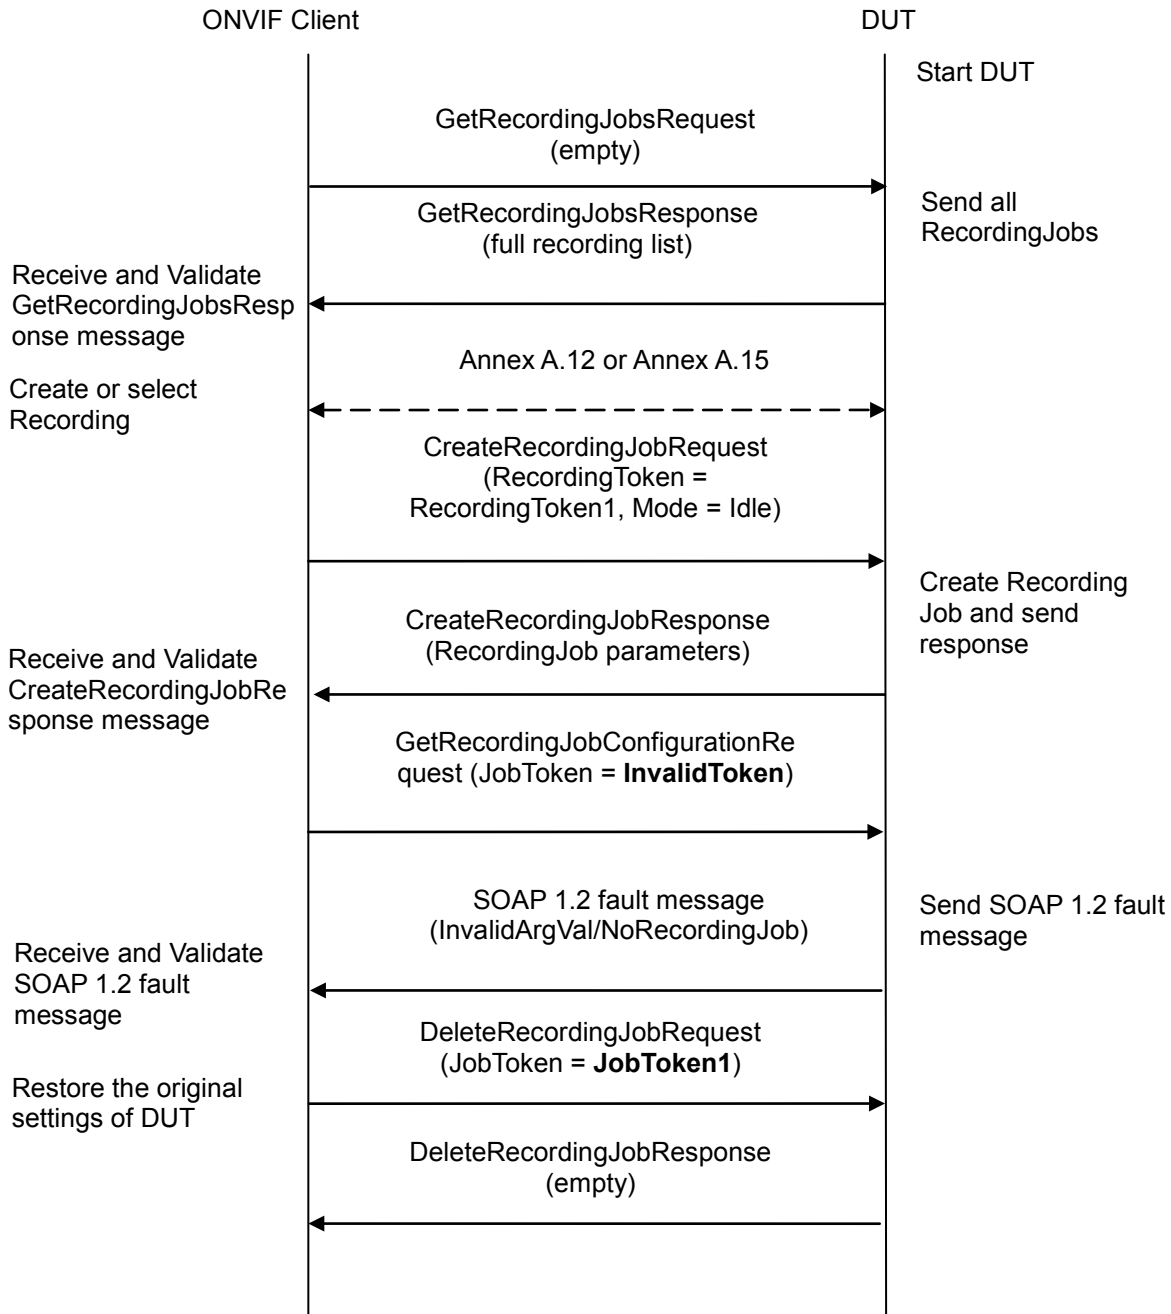 ONVIF Client
DUT
Start DUT
GetRecordingJobsRequest
(empty)
Send all
RecordingJobs
GetRecordingJobsResponse
(full recording list)
Receive and Validate
GetRecordingJobsResp
onse message
Annex A.12 or Annex A.15
Create or select
Recording
CreateRecordingJobRequest
(RecordingToken =
RecordingToken1, Mode = Idle)
Create Recording
Job and send
response
CreateRecordingJobResponse
(RecordingJob parameters)
Receive and Validate
CreateRecordingJobRe
sponse message
GetRecordingJobConfigurationRe
quest (JobToken = InvalidToken)
SOAP 1.2 fault message
(InvalidArgVal/NoRecordingJob)
Send SOAP 1.2 fault
message
Receive and Validate
SOAP 1.2 fault
message
DeleteRecordingJobRequest
(JobToken = JobToken1)
Restore the original
settings of DUT
DeleteRecordingJobResponse
(empty)